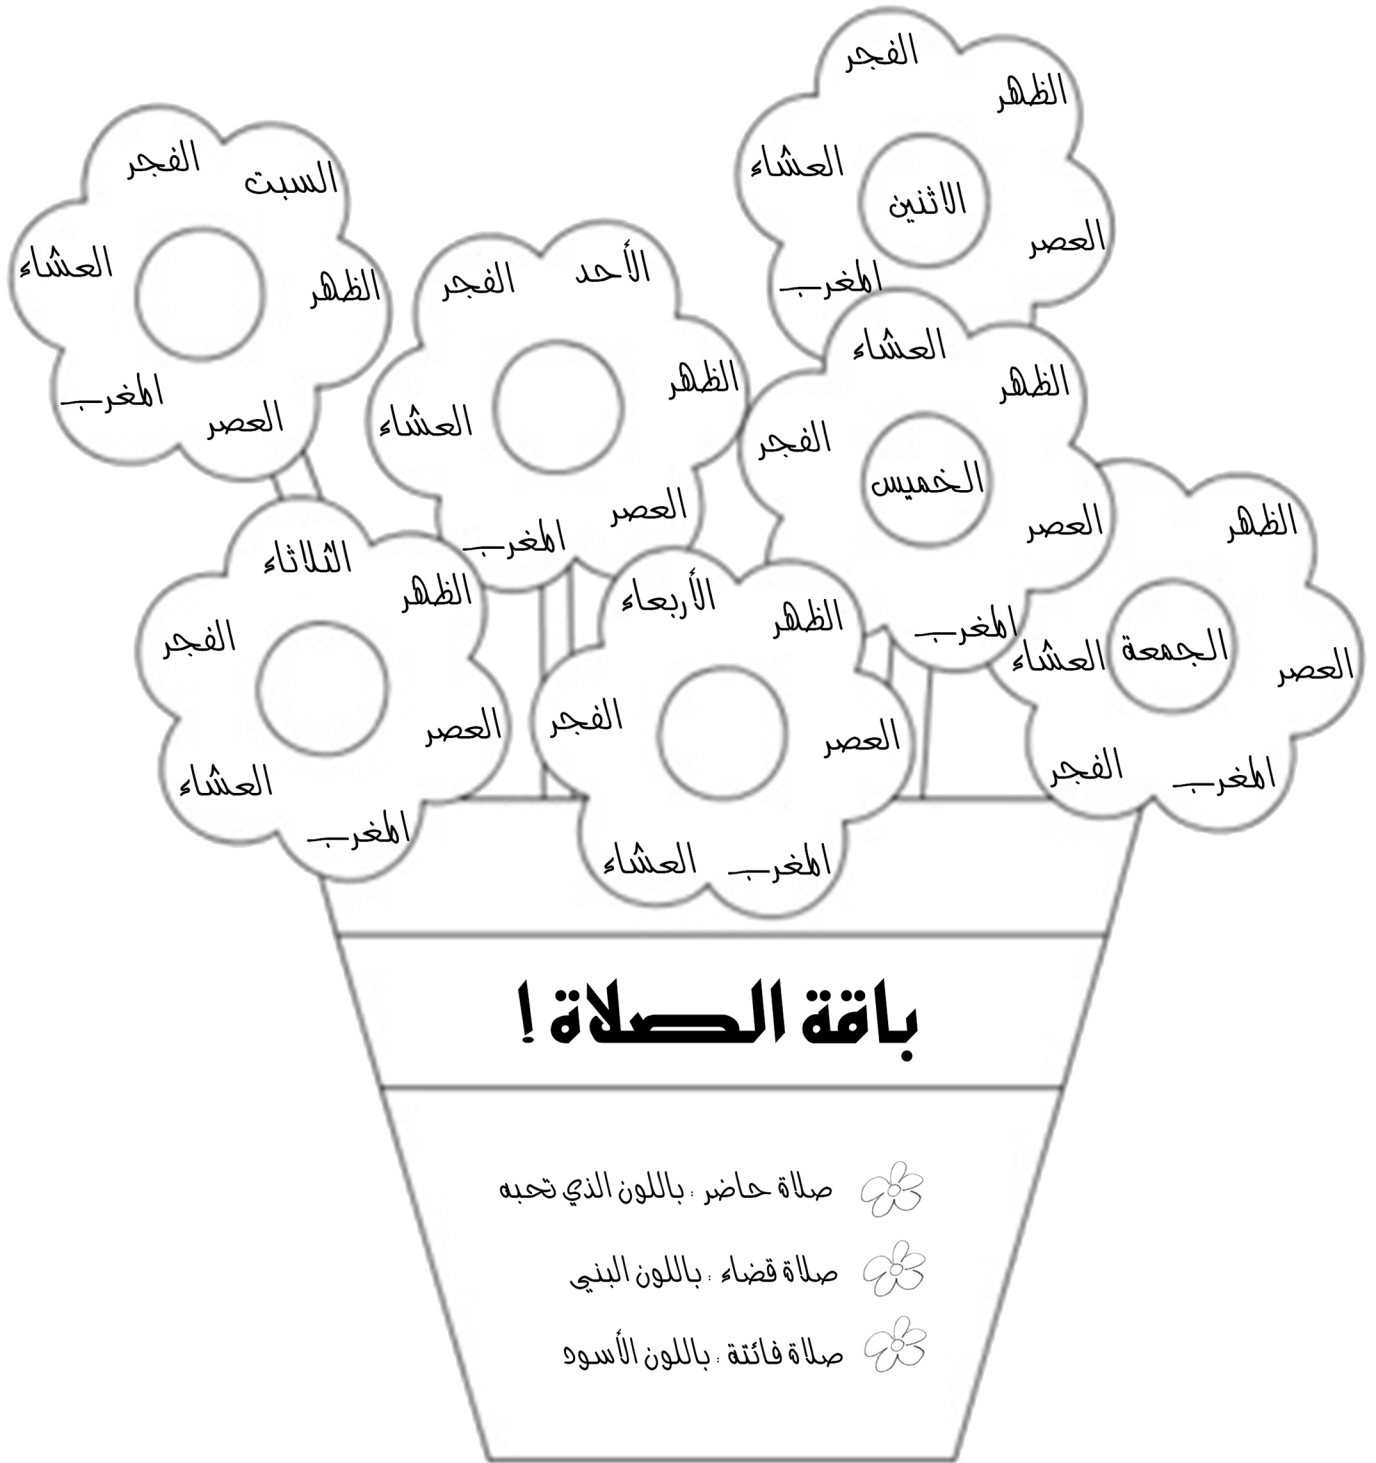 الفجر
الظهر
العشاء
الاثنين
العصر
المغرب
الفجر
السبت
العشاء
الظهر
المغرب
العصر
الأحد
الفجر
الظهر
العشاء
العصر
المغرب
العشاء
الظهر
الفجر
الخميس
العصر
المغرب
الظهر
الجمعة
العشاء
العصر
الفجر
المغرب
الثلاثاء
الظهر
الفجر
العصر
العشاء
المغرب
الأربعاء
الظهر
الفجر
العصر
العشاء
المغرب
باقة الصلاة !
صلاة حاضر : باللون الذي تحبه
صلاة قضاء : باللون البني
صلاة فائتة : باللون الأسود